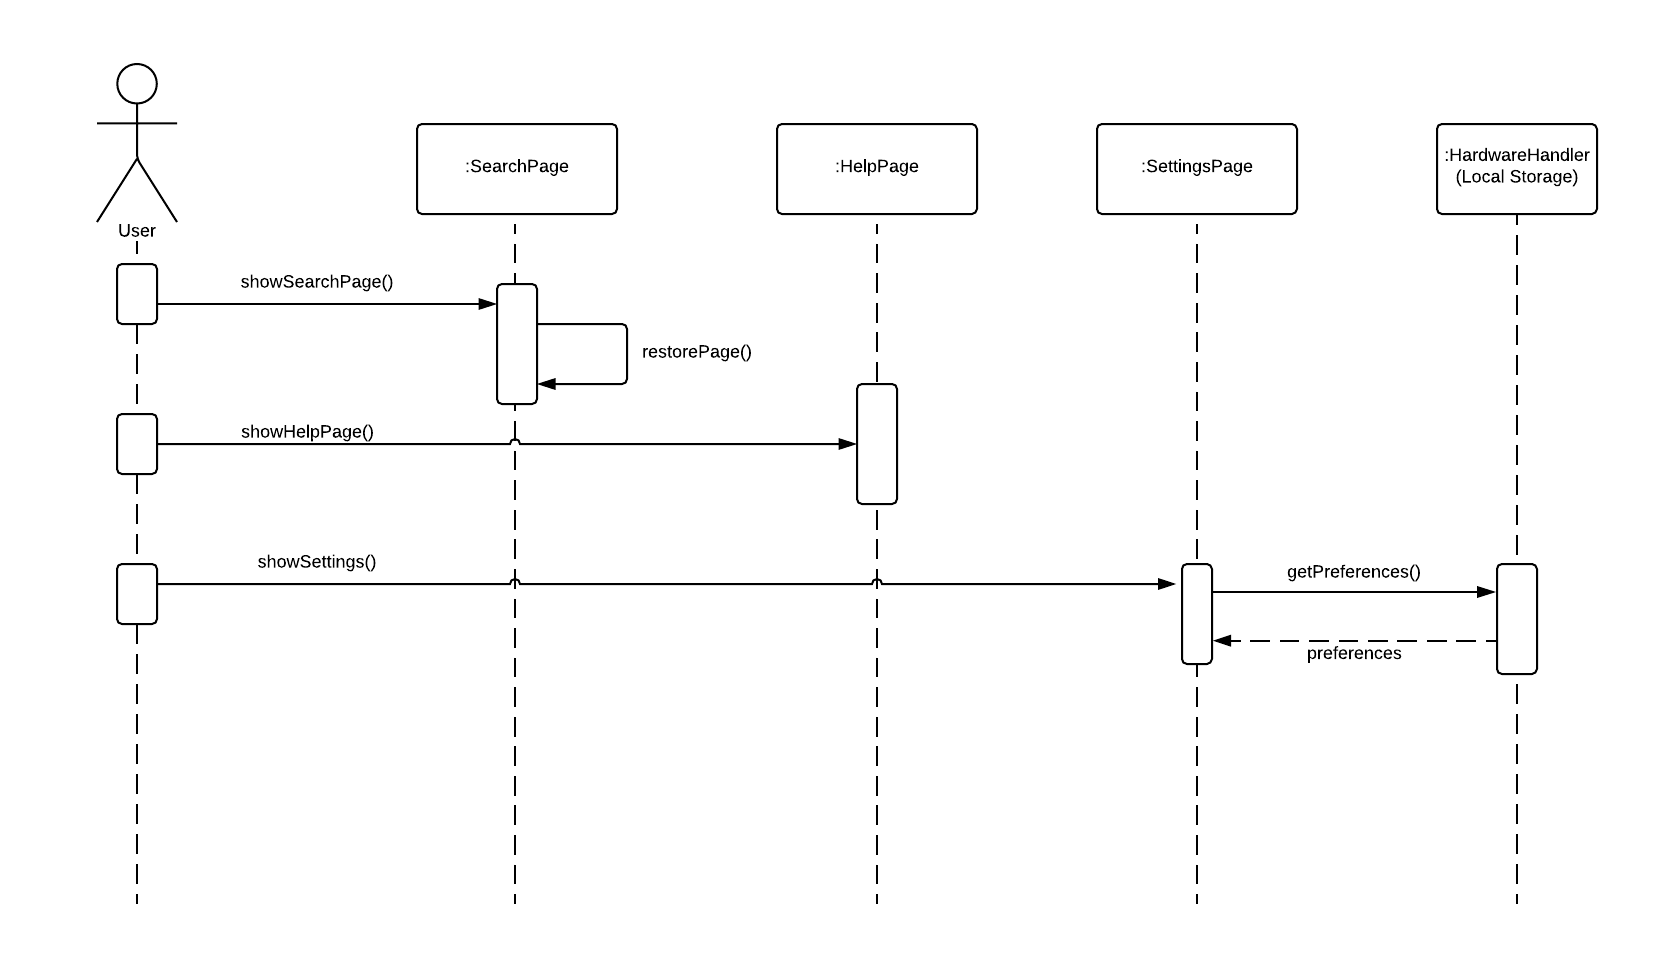 :SearchPage
:HelpPage
:SettingsPage
:HardwareHandler
(Local Storage)
User
showSearchPage()
restorePage()
showHelpPage()
showSettings()
getPreferences()
preferences